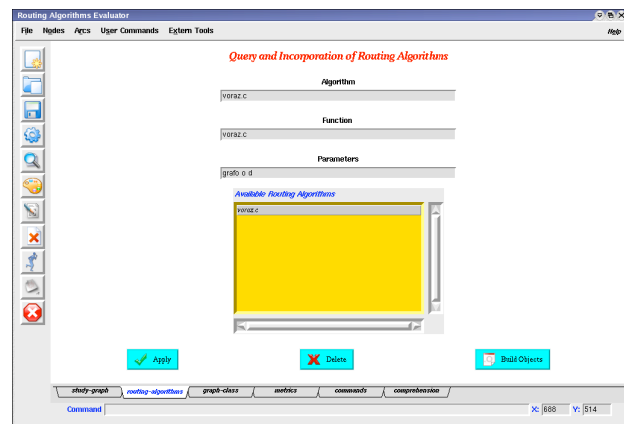 Routing Algorithms Evaluator
File Nodes Arcs User Commands Extern Tools Help
Query and Incorporation of Routing Algorithms
Algorithm
voraz.c
Function
voraz.c
Parameters
grafo o d
Available Routing Algorithms
voraz.c
Apply Delete Build Objects
study-graph routing-algorithms graph-class metrics commands comprehension
Command X: 688 Y: 514